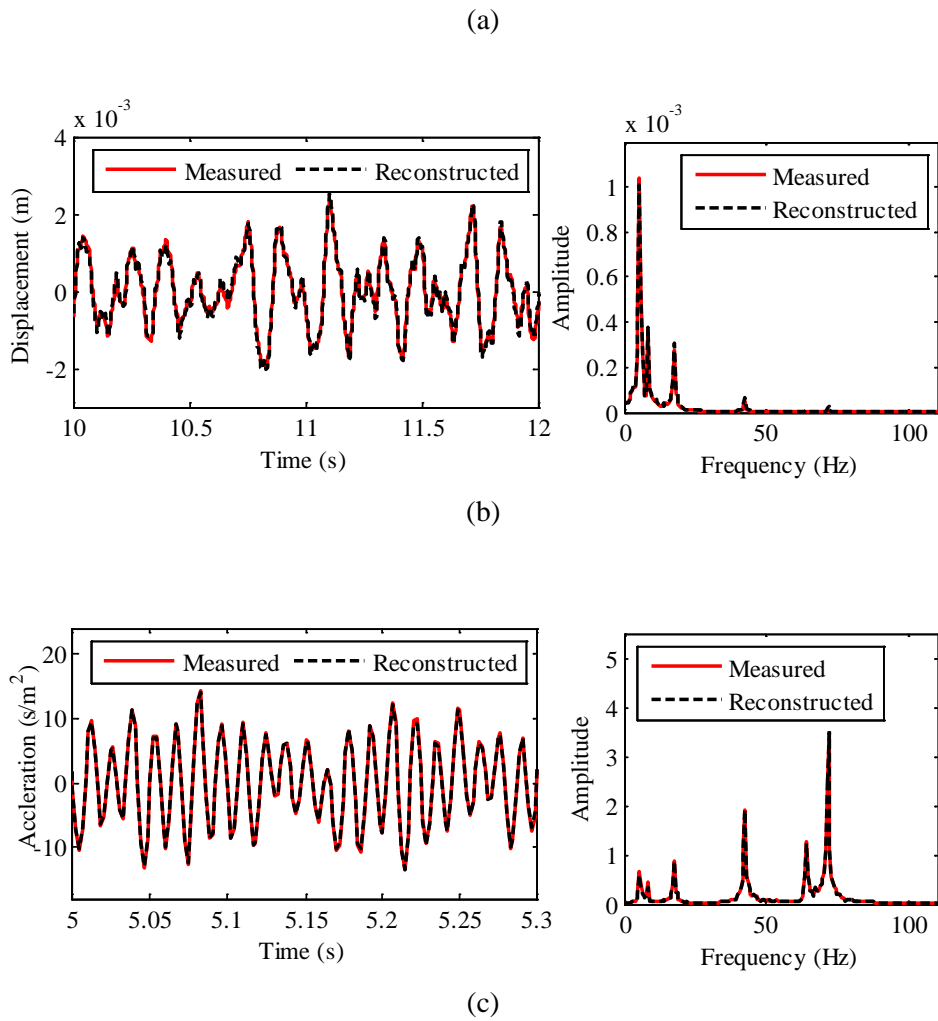 (a)
x 10^-3
4
2
0
-2
Displacement (m)
Measured
Reconstructed
10
10.5
11
11.5
12
Time (s)
x 10^-3
1
0.8
0.6
0.4
0.2
0
Amplitude
Measured
Reconstructed
0
50
100
Frequency (Hz)
(b)
20
10
0
-10
Accleration (s/m²)
Measured
Reconstructed
5
5.05
5.1
5.15
5.2
5.25
5.3
Time (s)
5
4
3
2
1
0
Amplitude
Measured
Reconstructed
0
50
100
Frequency (Hz)
(c)